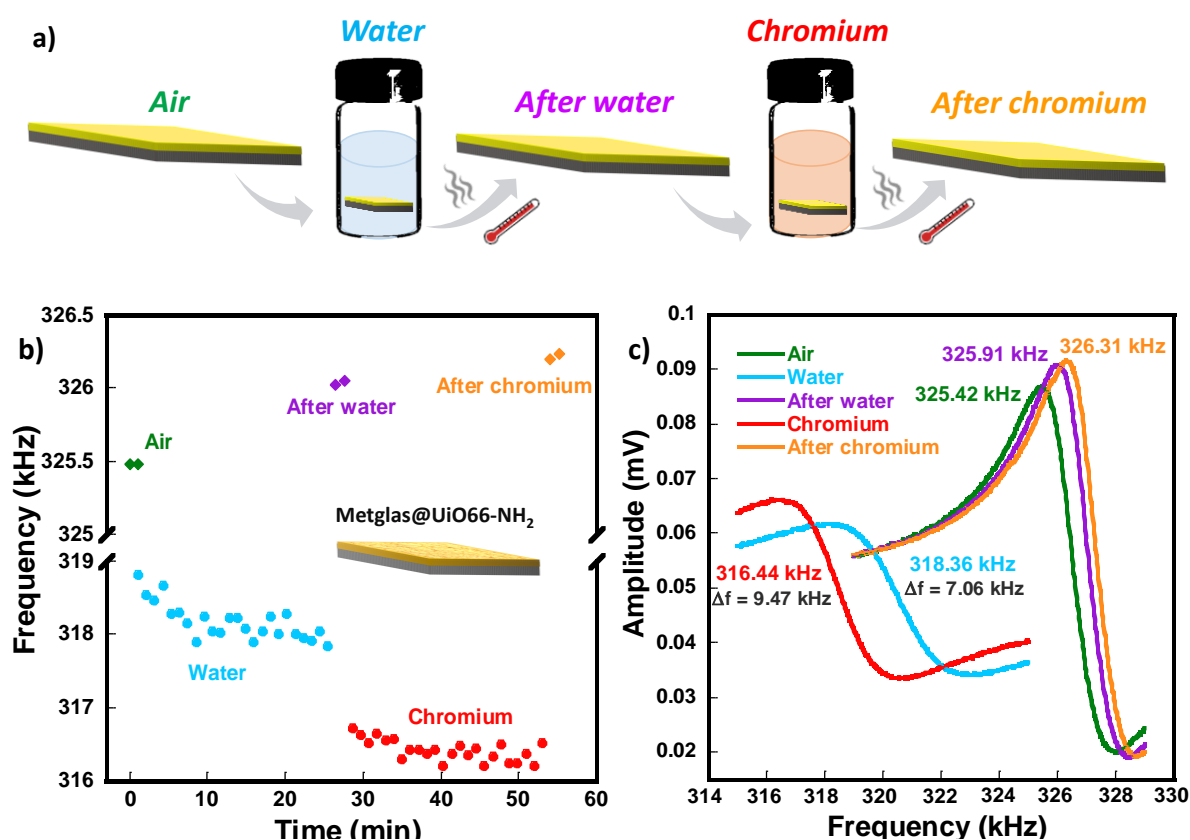 a)
Water
Chromium
Air
After water
After chromium
b)
326.5
326
325.5
325
319
318
317
316
Frequency (kHz)
Air
After water
After chromium
Metglas@UiO66-NH₂
Water
Chromium
0
10
20
30
40
50
60
Time (min)
c)
0.1
0.09
0.08
0.07
0.06
0.05
0.04
0.03
0.02
Amplitude (mV)
Air
Water
After water
Chromium
After chromium
325.91 kHz
326.31 kHz
325.42 kHz
316.44 kHz
Δf = 9.47 kHz
318.36 kHz
Δf = 7.06 kHz
314
316
318
320
322
324
326
328
330
Frequency (kHz)